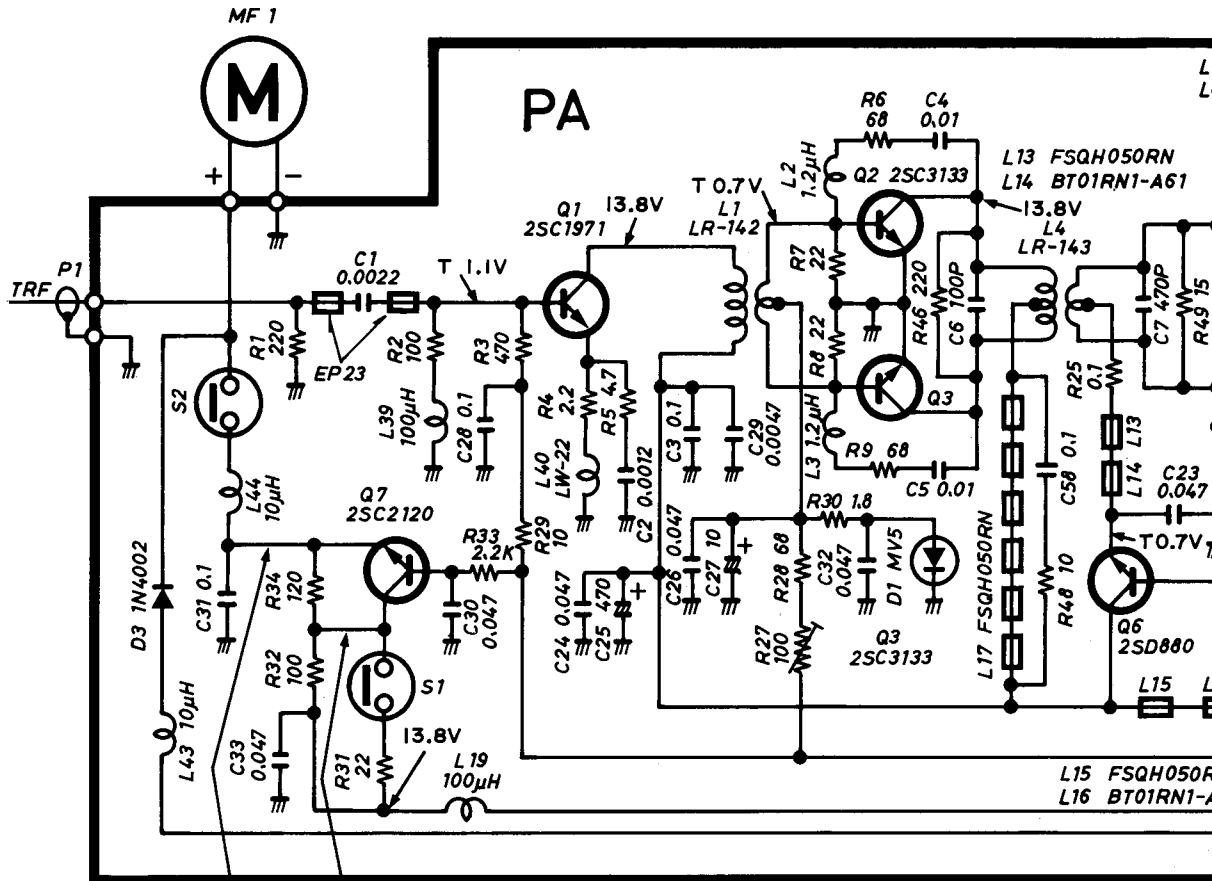 MF 1
M
+
−
PA
R6
68
C4
0.01
L2
1.2µH
L13 FSQH050RN
L14 BT01RN1-A61
T 0.7V
Q2 2SC3133
13.8V
Q1
2SC1971
13.8V
L1
LR-142
L4
LR-143
P1
TRF
C1
0.0022
T 1.1V
R7
22
R1
220
EP23
R2
100
R3
470
R8
22
R46
220
C6
100P
C7
470P
R49
15
R25
0.1
S2
L39
100µH
C28
0.1
R4
2.2
R5
4.7
C3
0.1
C29
0.0047
Q3
L3
1.2µH
R9 68
L13
L14
L44
10µH
L40
LW-22
C2
0.0012
C5 0.01
C58
0.1
C23
0.047
Q7
2SC2120
R33
2.2K
R29
10
R30 1.8
T 0.7V
D3
1N4002
C31
0.1
R34
120
C30
0.047
C24
0.047
C25
470
+
C26
0.047
C27
10
+
R28
68
C32
0.047
D1
MV5
L17
FSQH050RN
R48
10
R32
100
S1
R27
100
Q3
2SC3133
Q6
2SD880
L15
L43
10µH
C33
0.047
R31
22
13.8V
L19
100µH
L15 FSQH050R
L16 BT01RN1-A